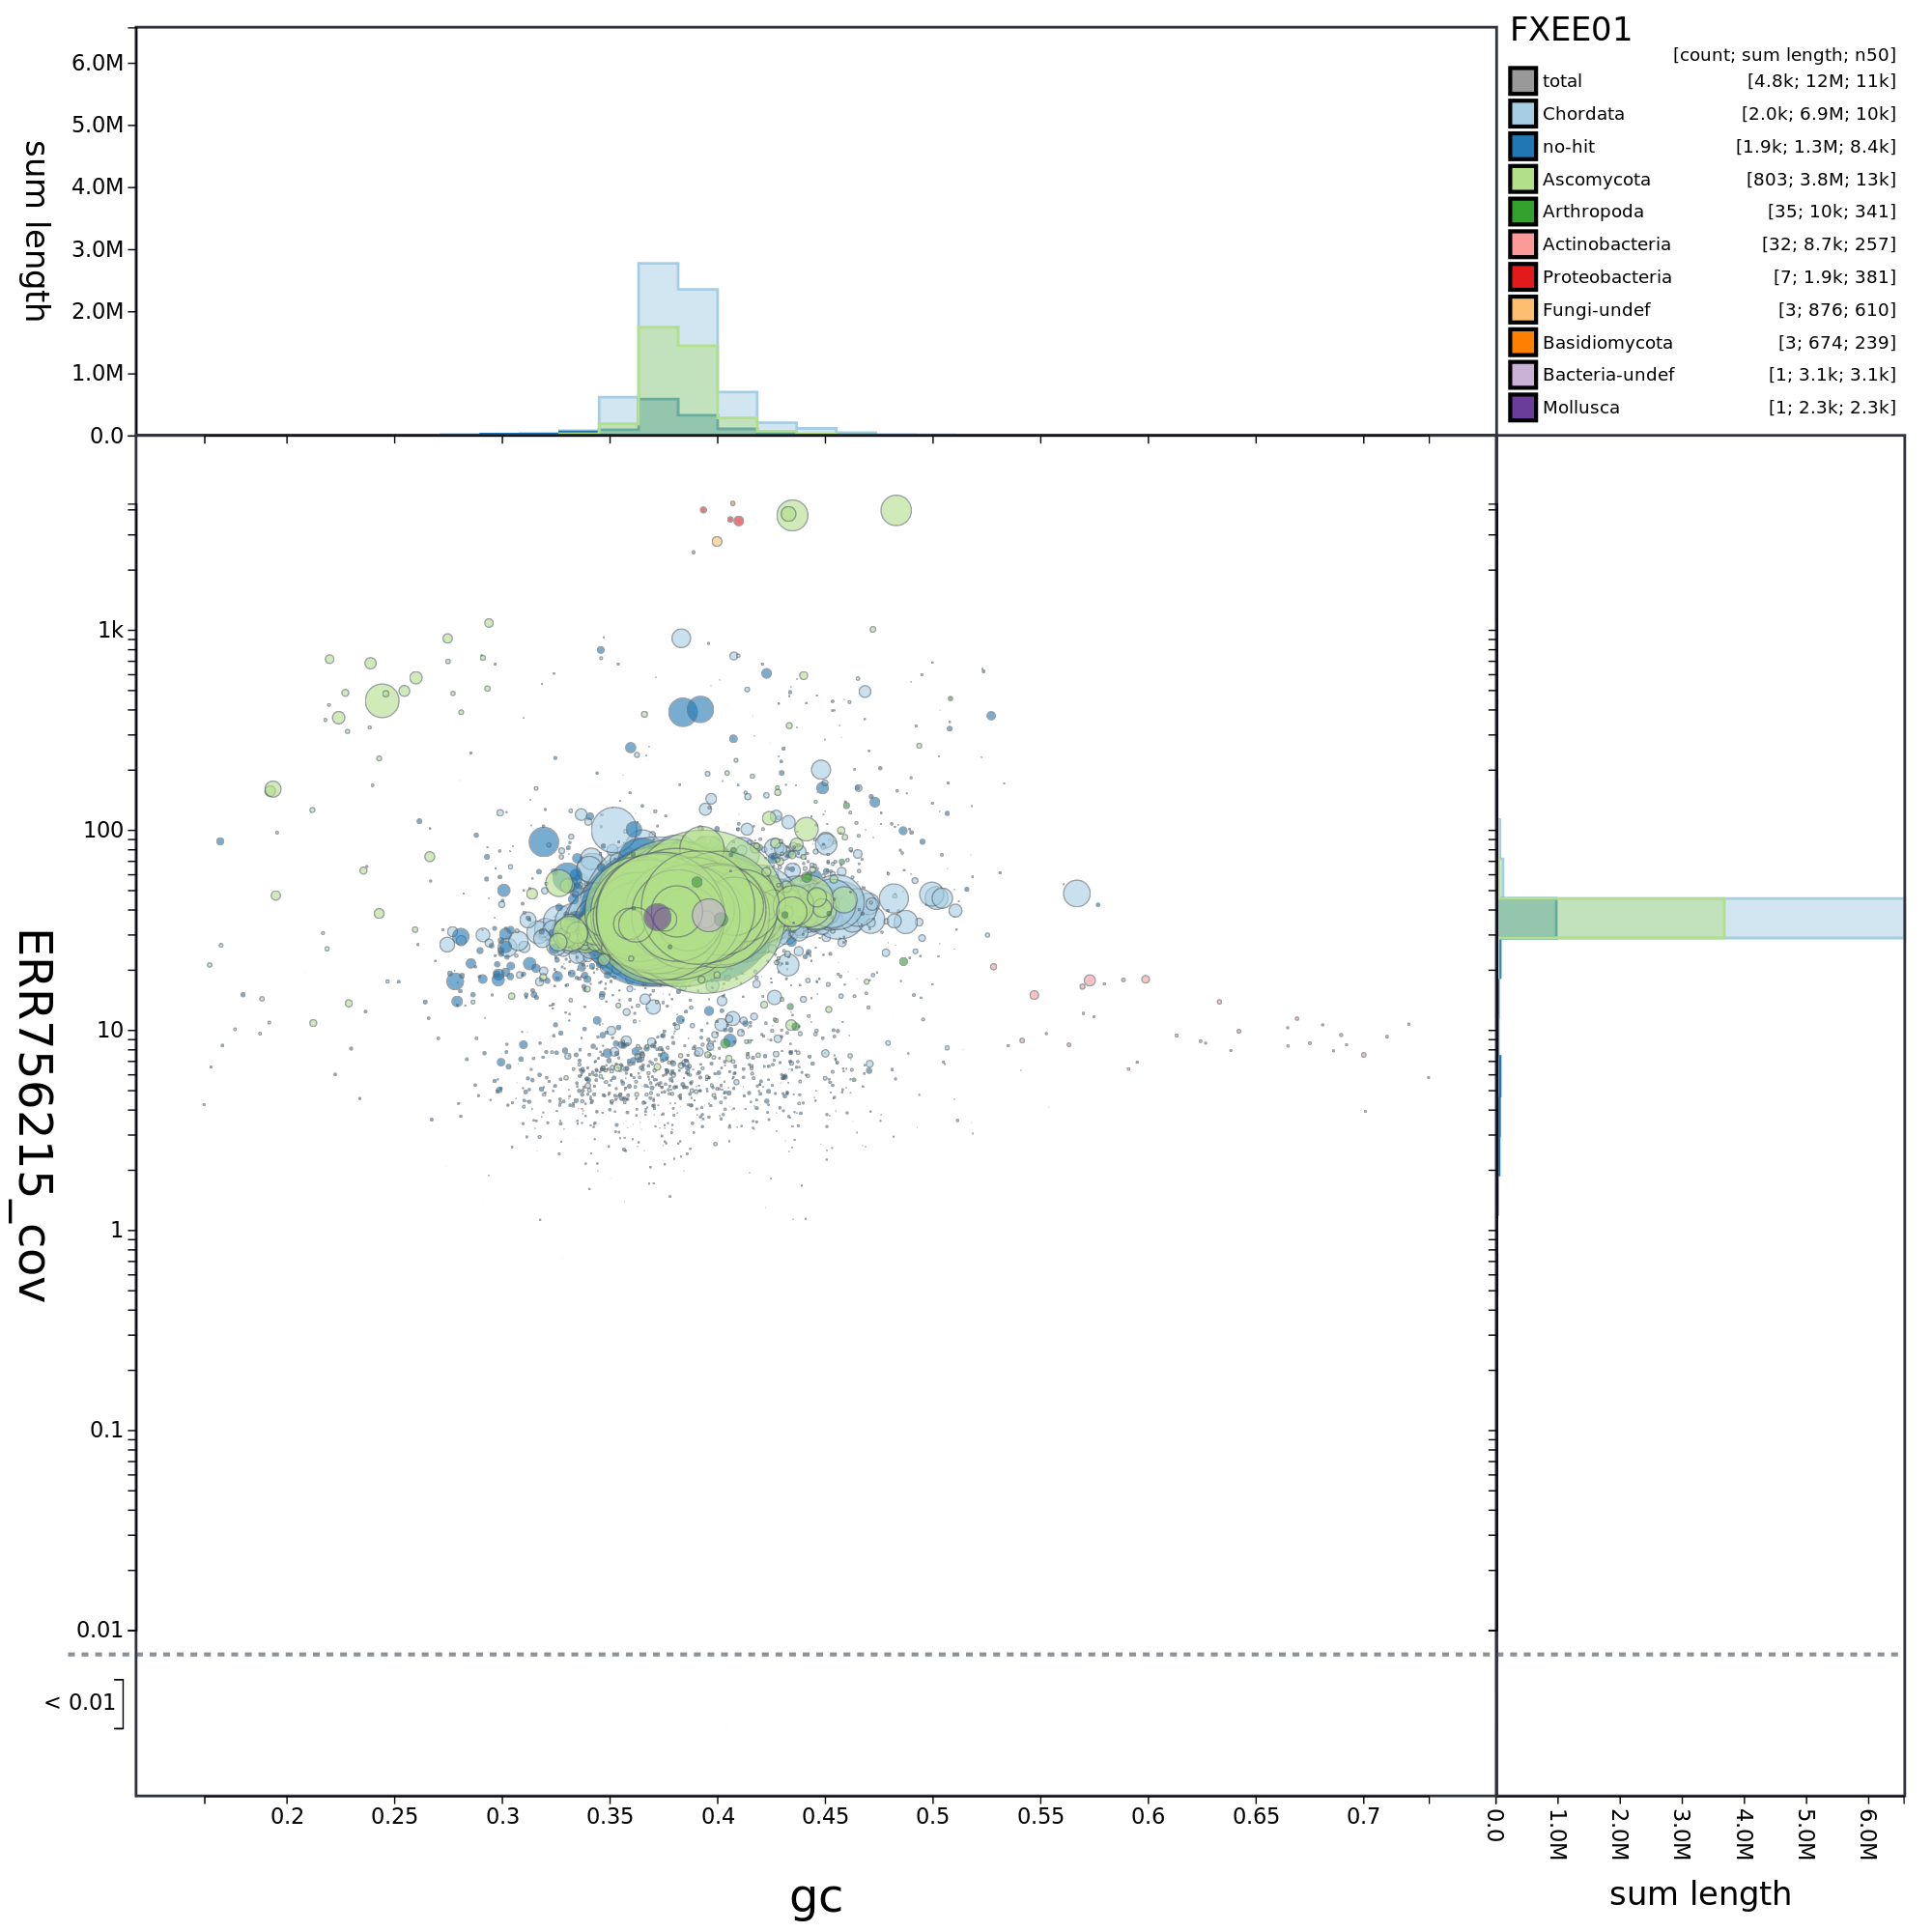 FXEE01
[count; sum length; n50]
total [4.8k; 12M; 11k]
Chordata [2.0k; 6.9M; 10k]
no-hit [1.9k; 1.3M; 8.4k]
Ascomycota [803; 3.8M; 13k]
Arthropoda [35; 10k; 341]
Actinobacteria [32; 8.7k; 257]
Proteobacteria [7; 1.9k; 381]
Fungi-undef [3; 876; 610]
Basidiomycota [3; 674; 239]
Bacteria-undef [1; 3.1k; 3.1k]
Mollusca [1; 2.3k; 2.3k]
sum length
6.0M
5.0M
4.0M
3.0M
2.0M
1.0M
0.0
ERR756215_cov
1k
100
10
1
0.1
0.01
< 0.01
0.2 0.25 0.3 0.35 0.4 0.45 0.5 0.55 0.6 0.65 0.7
gc
0.0 1.0M 2.0M 3.0M 4.0M 5.0M 6.0M
sum length